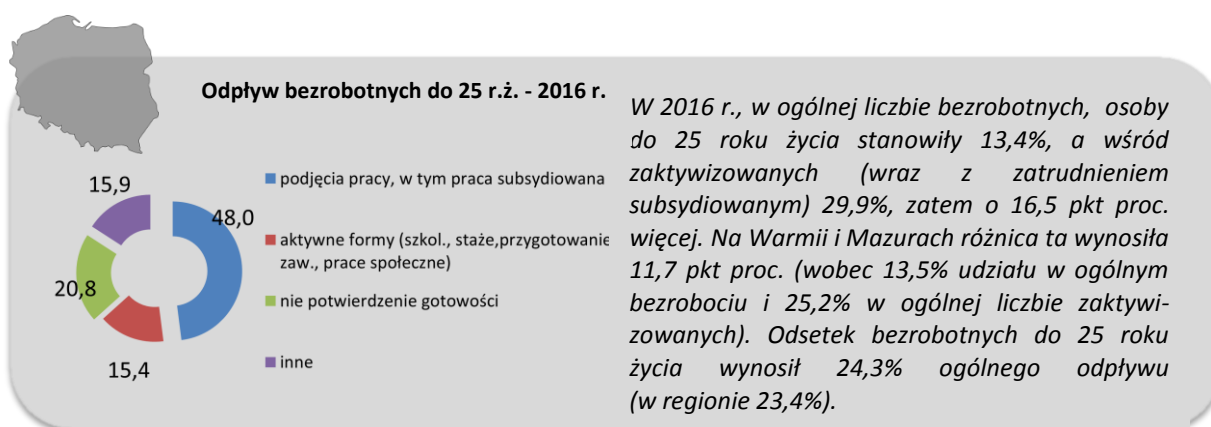 Odpływ bezrobotnych do 25 r.ż. - 2016 r.
15,9
48,0
20,8
15,4
podjęcia pracy, w tym praca subsydiowana
aktywne formy (szkol., staże,przygotowanie
zaw., prace społeczne)
nie potwierdzenie gotowości
inne
W 2016 r., w ogólnej liczbie bezrobotnych, osoby
do 25 roku życia stanowiły 13,4%, a wśród
zaktywizowanych (wraz z zatrudnieniem
subsydiowanym) 29,9%, zatem o 16,5 pkt proc.
więcej. Na Warmii i Mazurach różnica ta wynosiła
11,7 pkt proc. (wobec 13,5% udziału w ogólnym
bezrobociu i 25,2% w ogólnej liczbie zaktywi-
zowanych). Odsetek bezrobotnych do 25 roku
życia wynosił 24,3% ogólnego odpływu
(w regionie 23,4%).